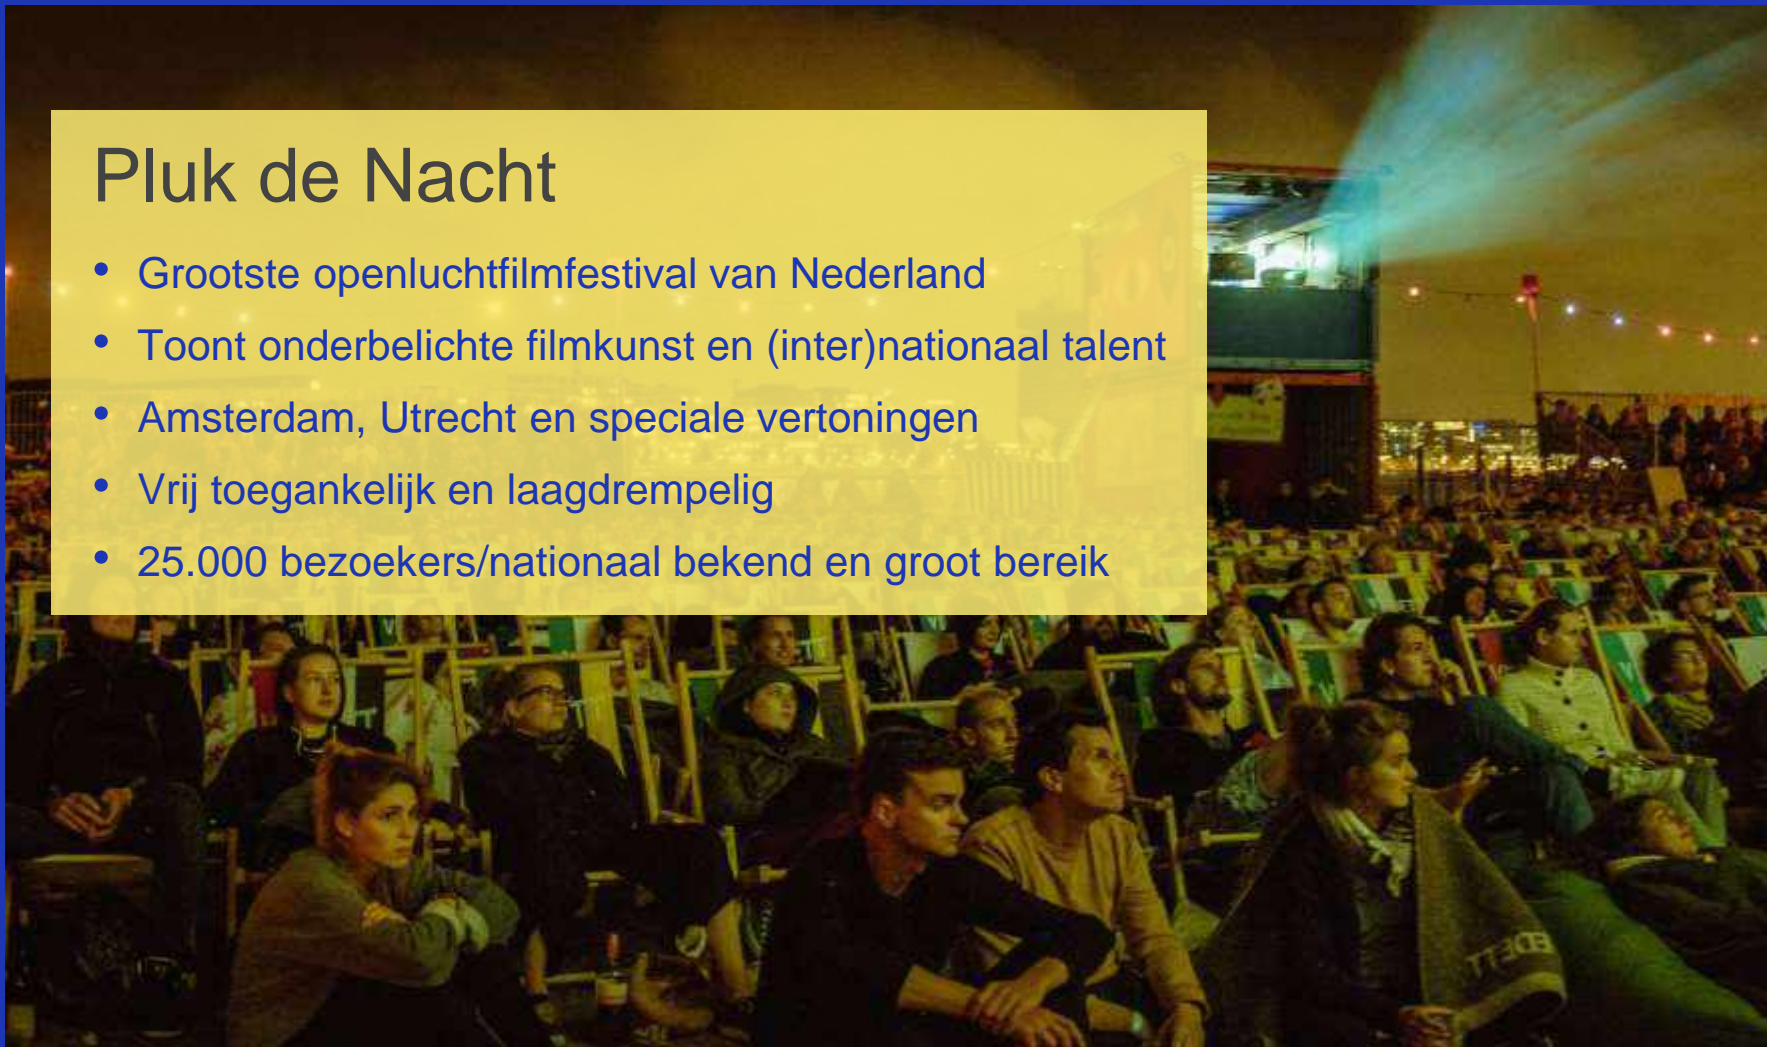 Pluk de Nacht
• Grootste openluchtfilmfestival van Nederland
• Toont onderbelichte filmkunst en (inter)nationaal talent
• Amsterdam, Utrecht en speciale vertoningen
• Vrij toegankelijk en laagdrempelig
• 25.000 bezoekers/nationaal bekend en groot bereik